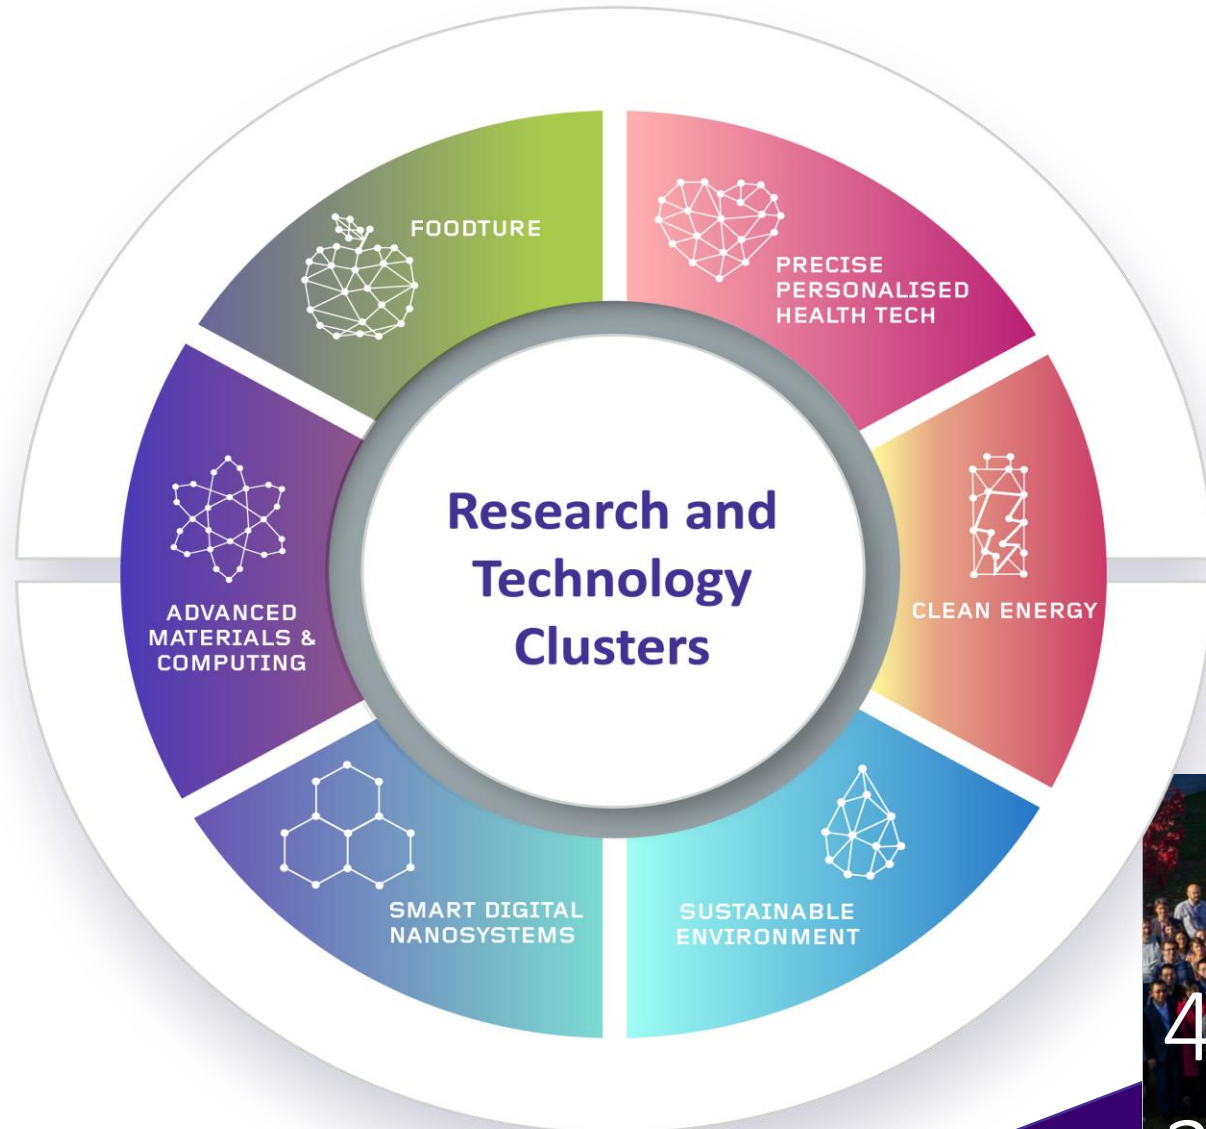 FOODTURE
PRECISE
PERSONALISED
HEALTH TECH
Research and
Technology
Clusters
ADVANCED
MATERIALS &
COMPUTING
CLEAN ENERGY
SMART DIGITAL
NANOSYSTEMS
SUSTAINABLE
ENVIRONMENT
4